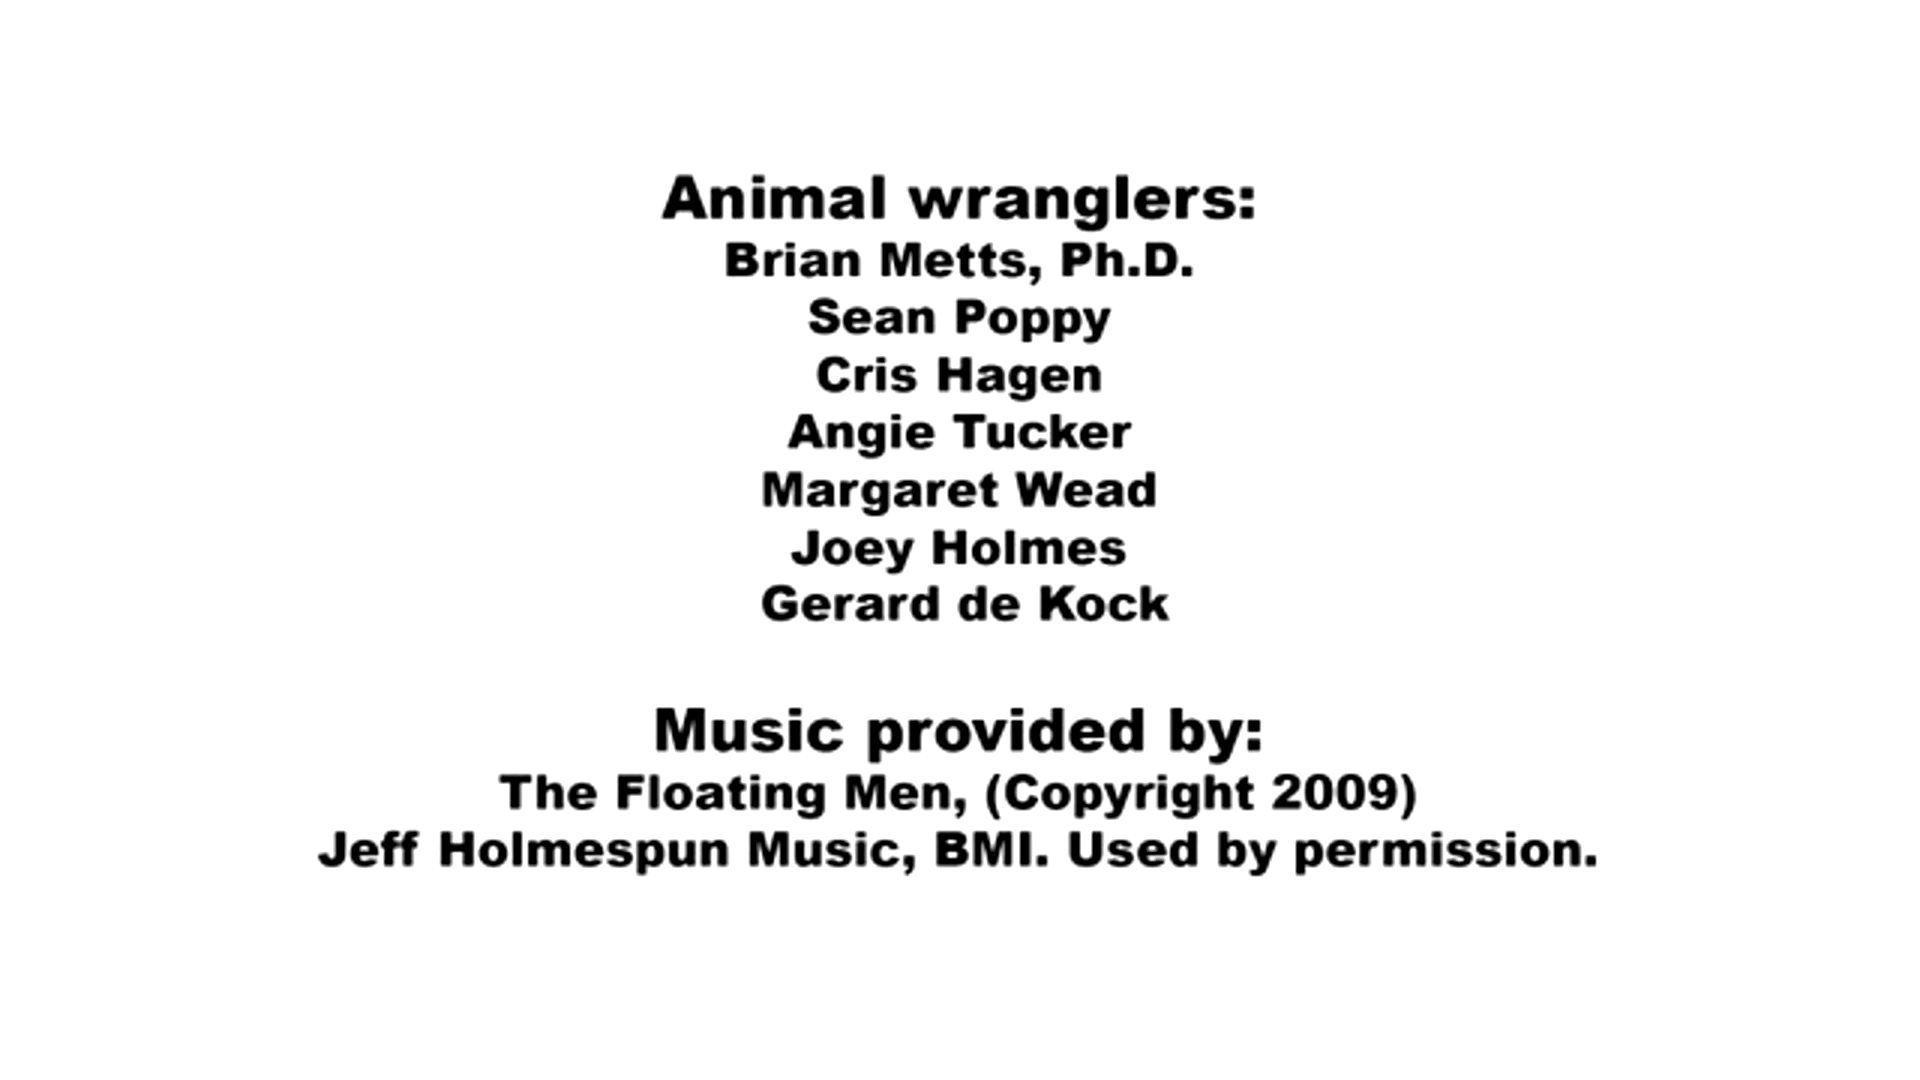 Animal wranglers:
Brian Metts, Ph.D.
Sean Poppy
Cris Hagen
Angie Tucker
Margaret Wead
Joey Holmes
Gerard de Kock
Music provided by:
The Floating Men, (Copyright 2009)
Jeff Holmespun Music, BMI. Used by permission.